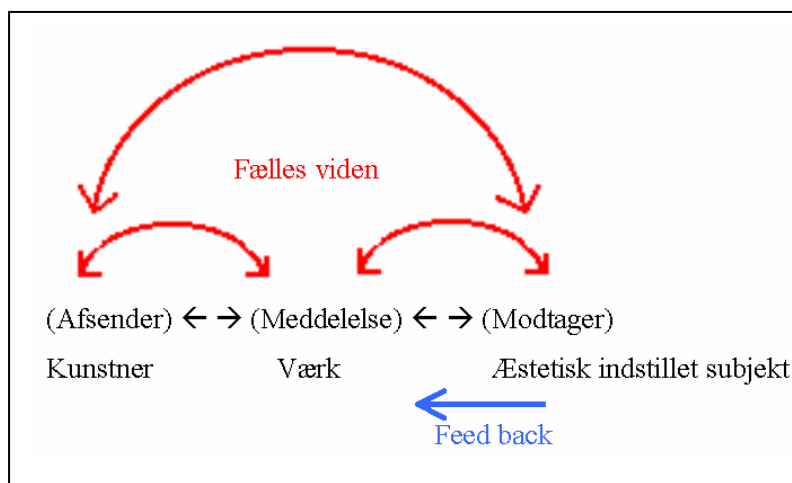 Fælles viden
(Afsender) ← → (Meddelelse) ← → (Modtager)
Kunstner Værk Æstetisk indstillet subjekt
Feed back